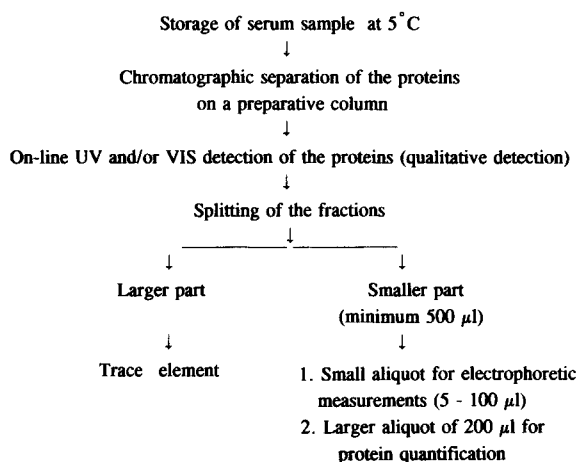 Storage of serum sample at 5°C
↓
Chromatographic separation of the proteins
on a preparative column
↓
On-line UV and/or VIS detection of the proteins (qualitative detection)
↓
Splitting of the fractions
↓
↓ ↓
Larger part Smaller part
(minimum 500 μl)
↓ ↓
Trace element 1. Small aliquot for electrophoretic
measurements (5 - 100 μl)
2. Larger aliquot of 200 μl for
protein quantification